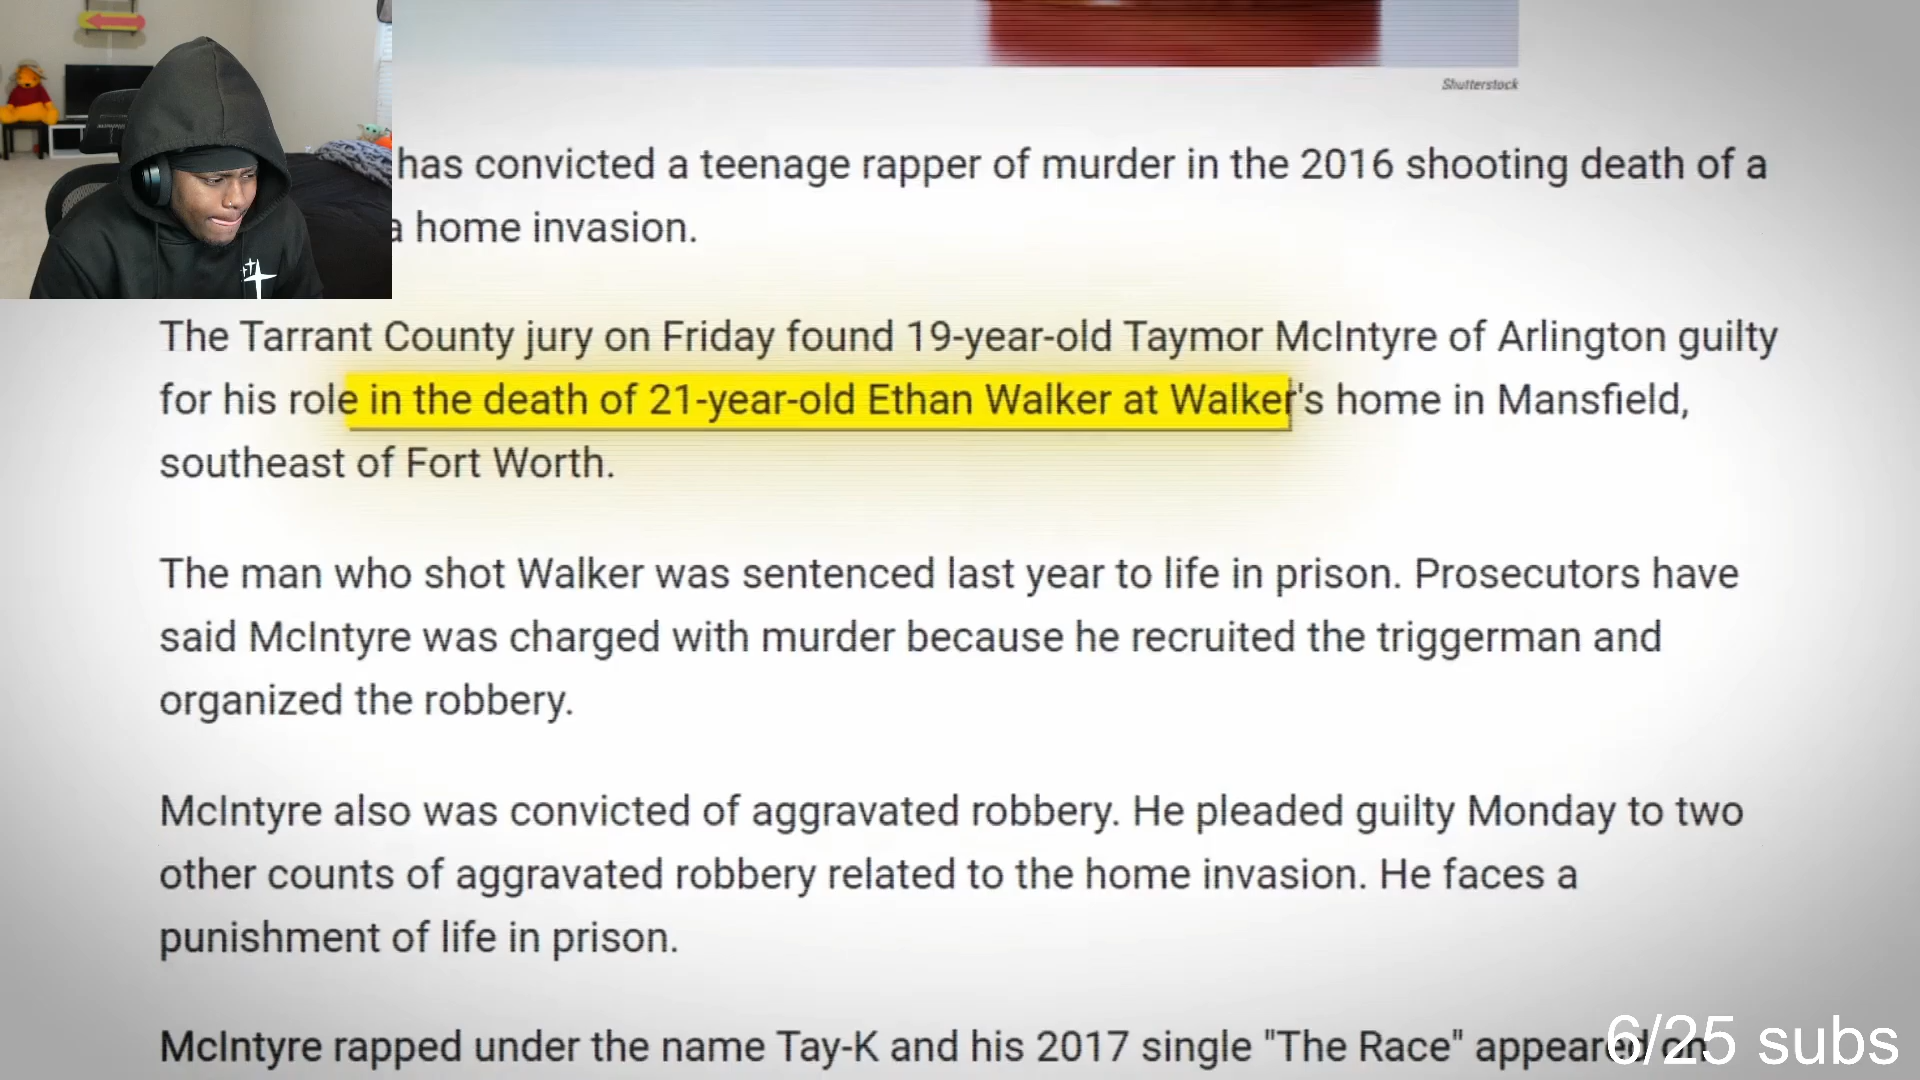 Shutterstock
has convicted a teenage rapper of murder in the 2016 shooting death of a
a home invasion.
The Tarrant County jury on Friday found 19-year-old Taymor McIntyre of Arlington guilty
for his role in the death of 21-year-old Ethan Walker at Walker's home in Mansfield,
southeast of Fort Worth.
The man who shot Walker was sentenced last year to life in prison. Prosecutors have
said McIntyre was charged with murder because he recruited the triggerman and
organized the robbery.
McIntyre also was convicted of aggravated robbery. He pleaded guilty Monday to two
other counts of aggravated robbery related to the home invasion. He faces a
punishment of life in prison.
McIntyre rapped under the name Tay-K and his 2017 single "The Race" appeared on
6/25 subs